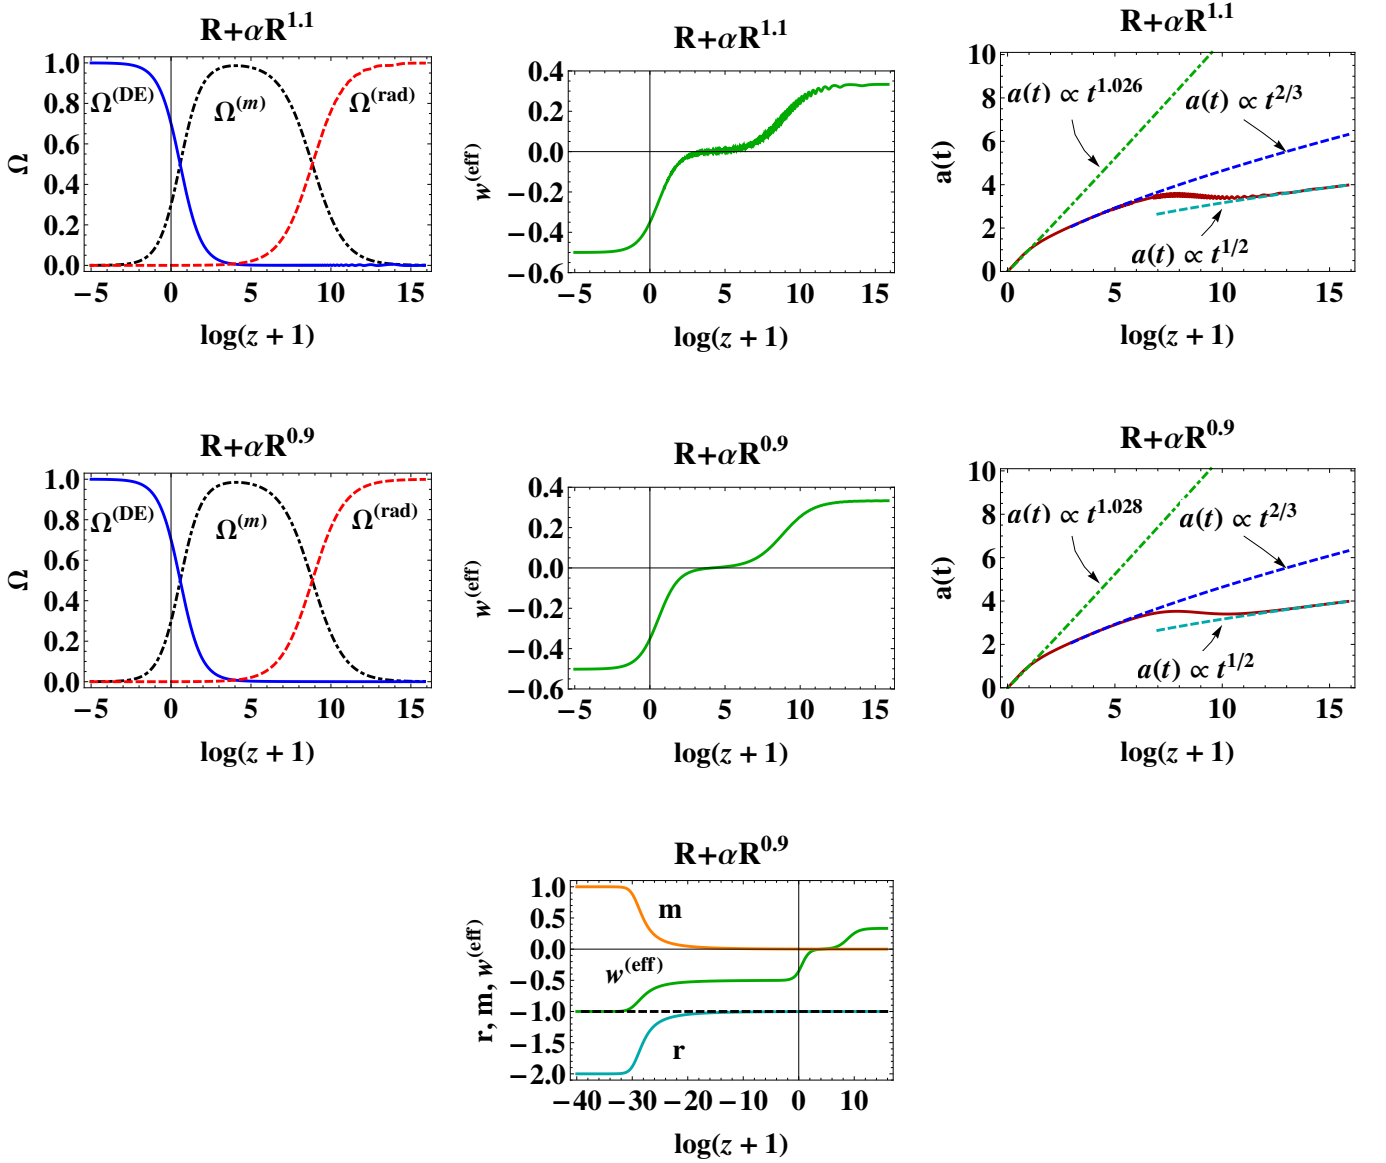 R+αR^1.1
1.0
0.8
0.6
0.4
0.2
0.0
Ω
Ω^(DE)
Ω^(m)
Ω^(rad)
−5 0 5 10 15
log(z + 1)
R+αR^1.1
0.4
0.2
0.0
−0.2
−0.4
−0.6
w^(eff)
−5 0 5 10 15
log(z + 1)
R+αR^1.1
10
8
6
4
2
0
a(t)
a(t) ∝ t^1.026
a(t) ∝ t^2/3
a(t) ∝ t^1/2
0 5 10 15
log(z + 1)
R+αR^0.9
1.0
0.8
0.6
0.4
0.2
0.0
Ω
Ω^(DE)
Ω^(m)
Ω^(rad)
−5 0 5 10 15
log(z + 1)
R+αR^0.9
0.4
0.2
0.0
−0.2
−0.4
−0.6
w^(eff)
−5 0 5 10 15
log(z + 1)
R+αR^0.9
10
8
6
4
2
0
a(t)
a(t) ∝ t^1.028
a(t) ∝ t^2/3
a(t) ∝ t^1/2
0 5 10 15
log(z + 1)
R+αR^0.9
1.0
0.5
0.0
−0.5
−1.0
−1.5
−2.0
r, m, w^(eff)
m
w^(eff)
r
−40 −30 −20 −10 0 10
log(z + 1)